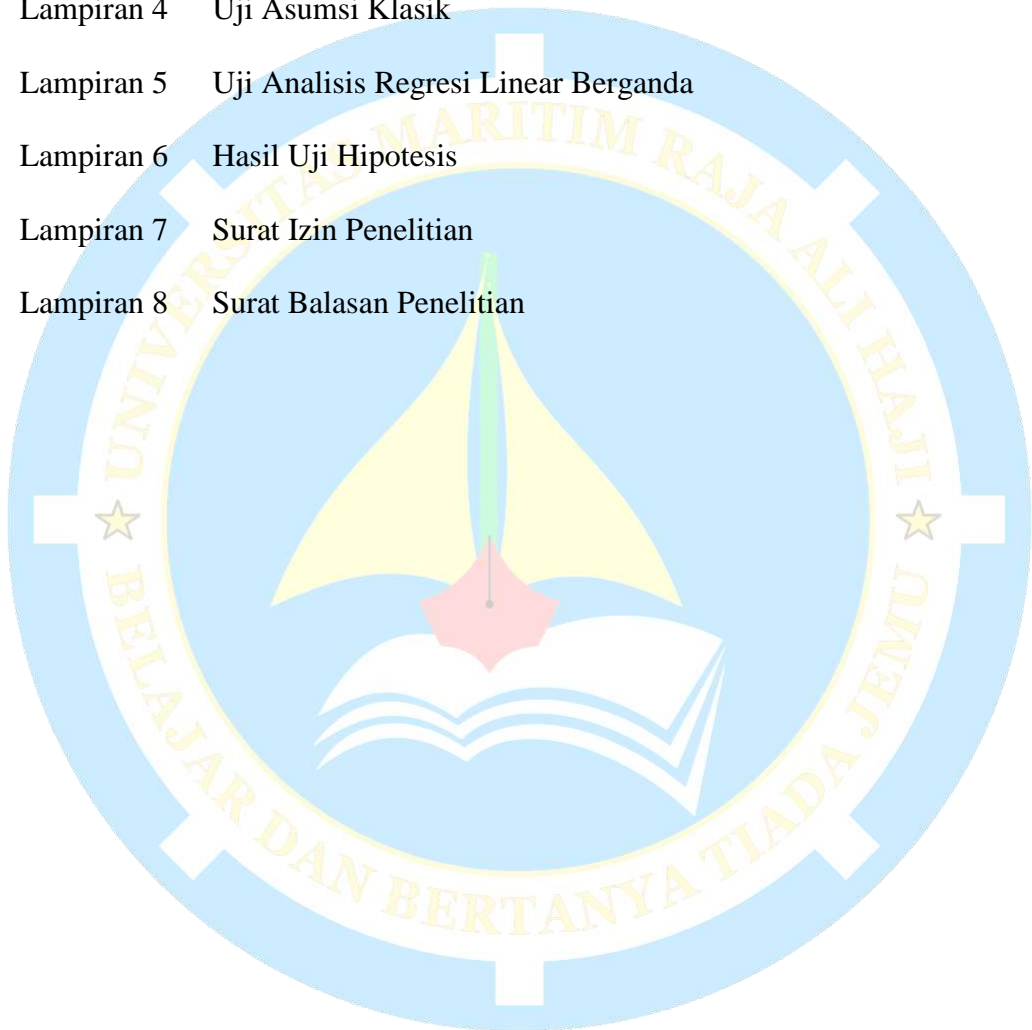 Lampiran 4 Uji Asumsi Klasik
Lampiran 5 Uji Analisis Regresi Linear Berganda
Lampiran 6 Hasil Uji Hipotesis
Lampiran 7 Surat Izin Penelitian
Lampiran 8 Surat Balasan Penelitian
UNIVERSITAS MARITIM RAJA ALI HAJI
BELAJAR DAN BERTANYA TIADA JEMU